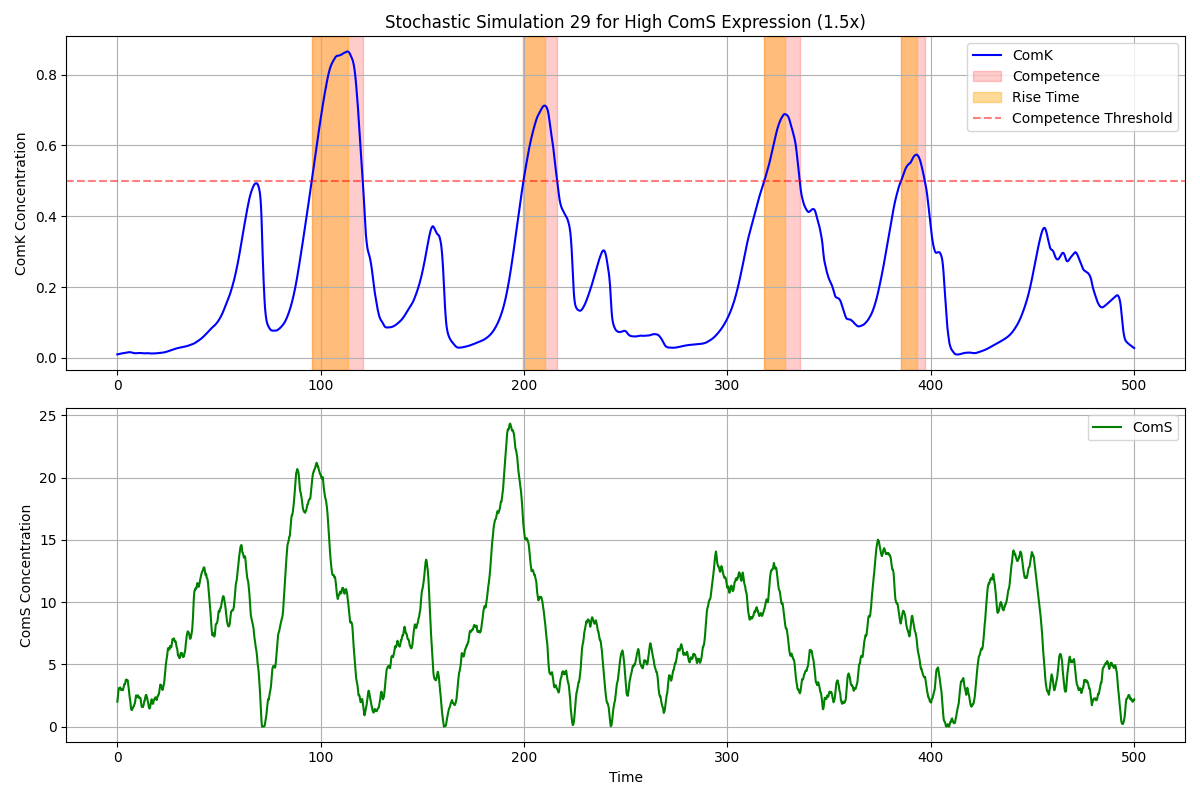 Stochastic Simulation 29 for High ComS Expression (1.5x)
ComK Concentration
0.8
0.6
0.4
0.2
0.0
ComK
Competence
Rise Time
Competence Threshold
0 100 200 300 400 500
ComS Concentration
25
20
15
10
5
0
ComS
0 100 200 300 400 500
Time